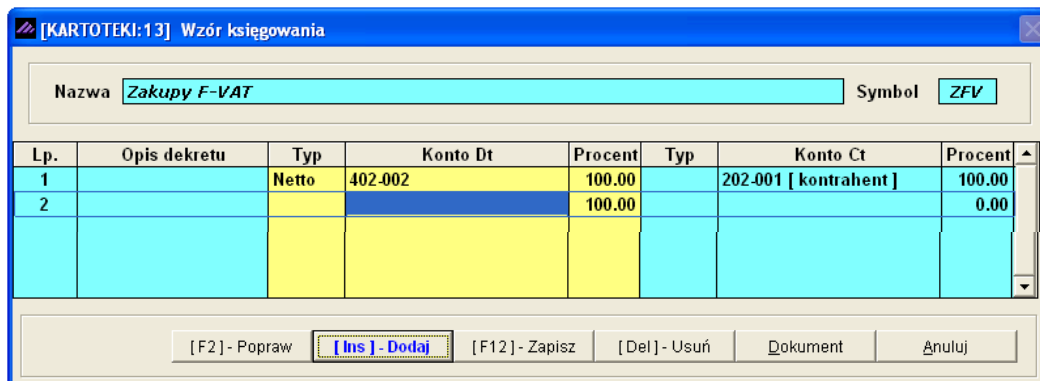 [KARTOTEKI:13] Wzór księgowania
Nazwa Zakupy F-VAT Symbol ZFV
Lp. Opis dekretu Typ Konto Dt Procent Typ Konto Ct Procent
1 Netto 402-002 100.00 202-001 [ kontrahent ] 100.00
2 100.00 0.00
[ F2 ] - Popraw [ Ins ] - Dodaj [ F12 ] - Zapisz [ Del ] - Usuń Dokument Anuluj